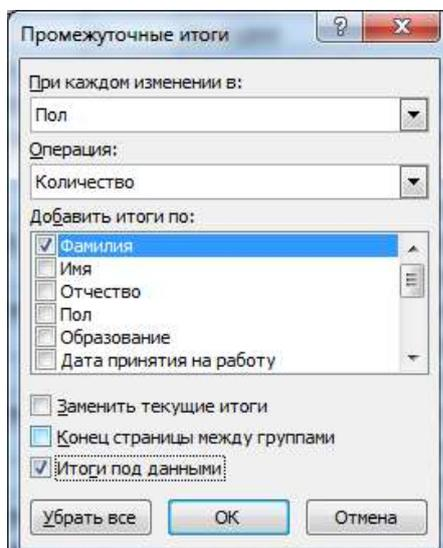 Промежуточные итоги
При каждом изменении в:
Пол
Операция:
Количество
Добавить итоги по:
Фамилия
Имя
Отчество
Пол
Образование
Дата принятия на работу
Заменить текущие итоги
Конец страницы между группами
Итоги под данными
Убрать все ОК Отмена